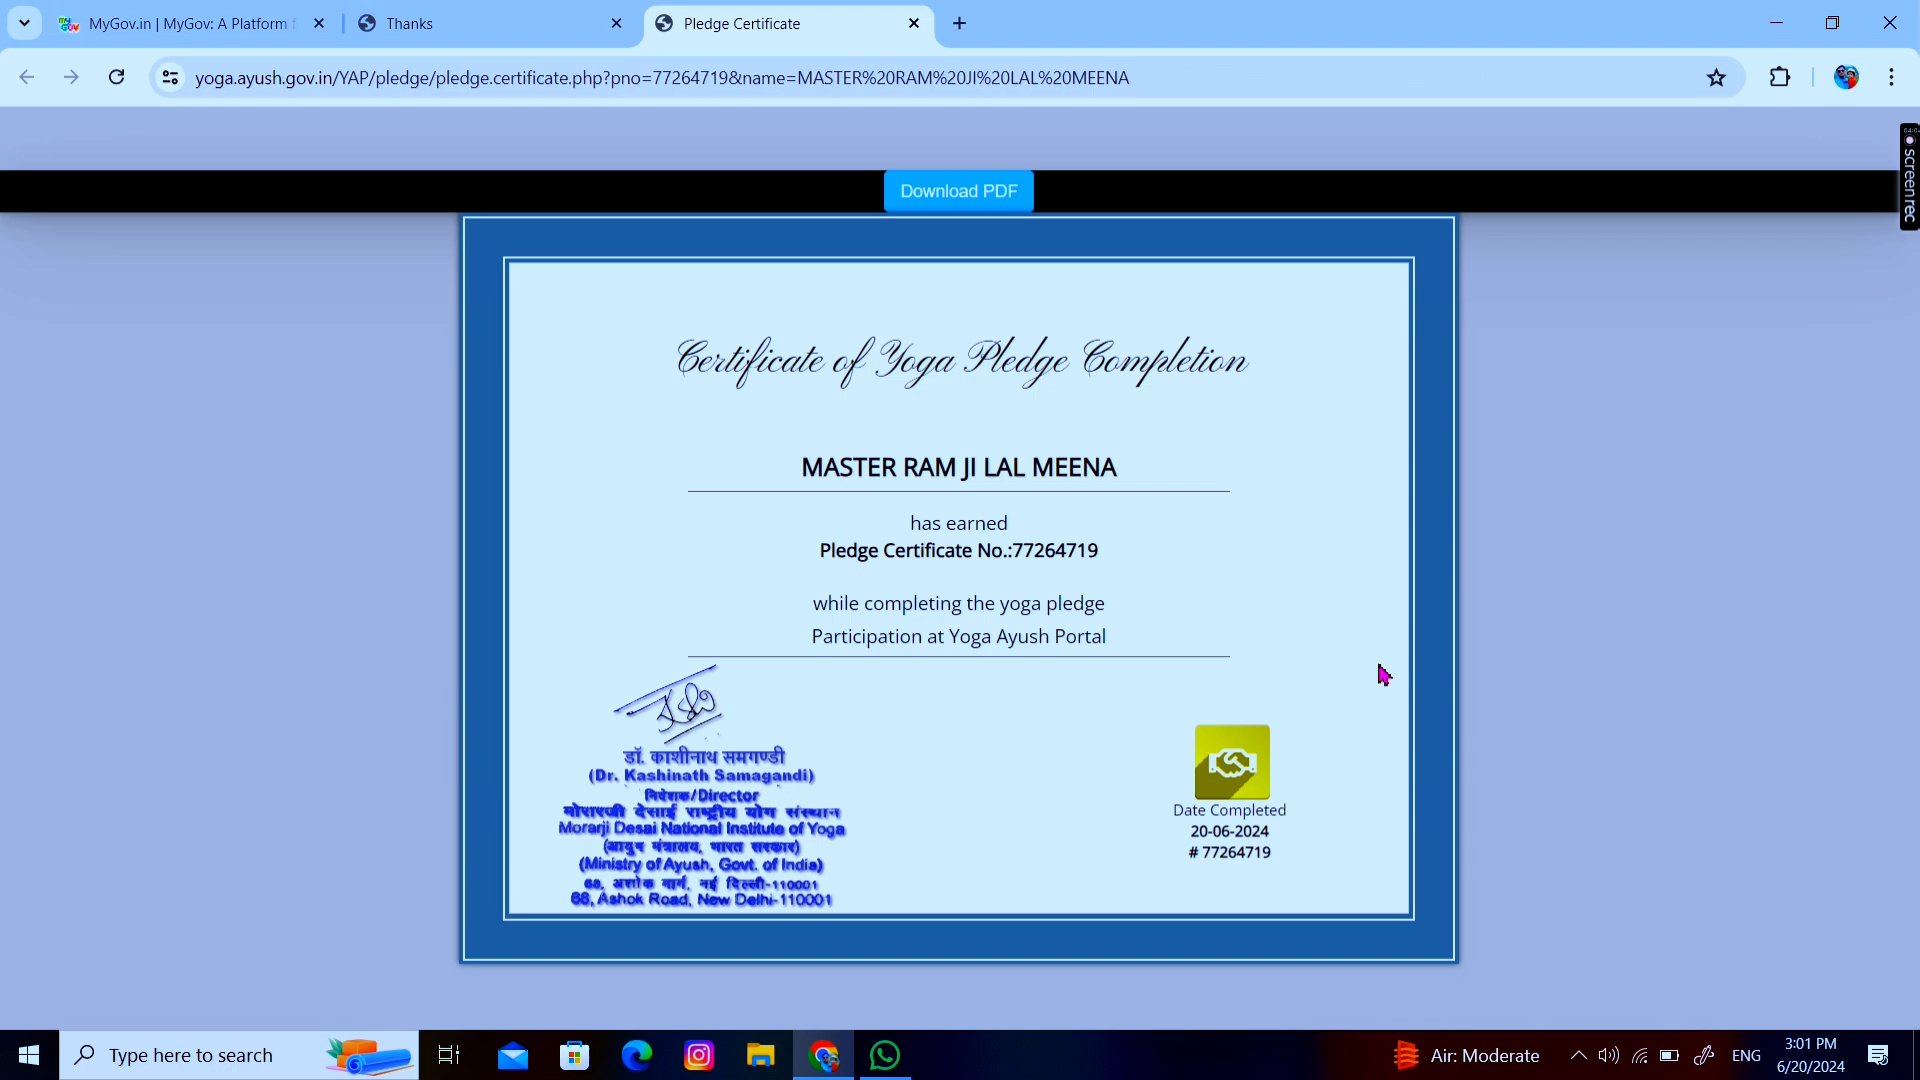 MyGov.in | MyGov: A Platform f
Thanks
Pledge Certificate
yoga.ayush.gov.in/YAP/pledge/pledge.certificate.php?pno=77264719&name=MASTER%20RAM%20JI%20LAL%20MEENA
screen rec
Download PDF
Certificate of Yoga Pledge Completion
MASTER RAM JI LAL MEENA
has earned
Pledge Certificate No.:77264719
while completing the yoga pledge
Participation at Yoga Ayush Portal
डॉ. काशीनाथ समगण्डी
(Dr. Kashinath Samagandi)
निदेशक/Director
मोरारजी देसाई राष्ट्रीय योग संस्थान
Morarji Desai National Institute of Yoga
(आयुष मंत्रालय, भारत सरकार)
(Ministry of Ayush, Govt. of India)
68, अशोक मार्ग, नई दिल्ली-110001
68, Ashok Road, New Delhi-110001
Date Completed
20-06-2024
# 77264719
Type here to search
Air: Moderate
ENG
3:01 PM
6/20/2024